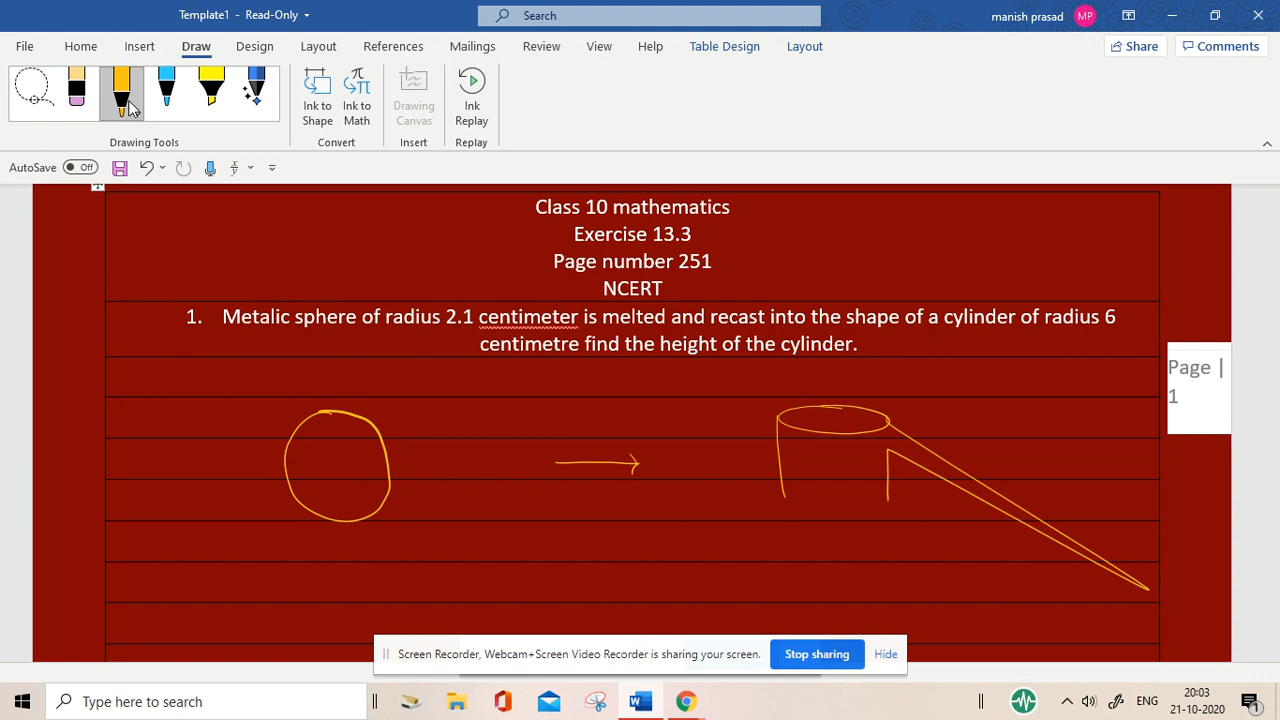 Template1 - Read-Only
Search
manish prasad
MP
File Home Insert Draw Design Layout References Mailings Review View Help Table Design Layout
Share
Comments
Ink to Shape
Ink to Math
Drawing Canvas
Ink Replay
Drawing Tools
Convert
Insert
Replay
AutoSave Off
Class 10 mathematics
Exercise 13.3
Page number 251
NCERT
1. Metalic sphere of radius 2.1 centimeter is melted and recast into the shape of a cylinder of radius 6
centimetre find the height of the cylinder.
Page |
1
Screen Recorder, Webcam+Screen Video Recorder is sharing your screen.
Stop sharing
Hide
Type here to search
ENG
20:03
21-10-2020